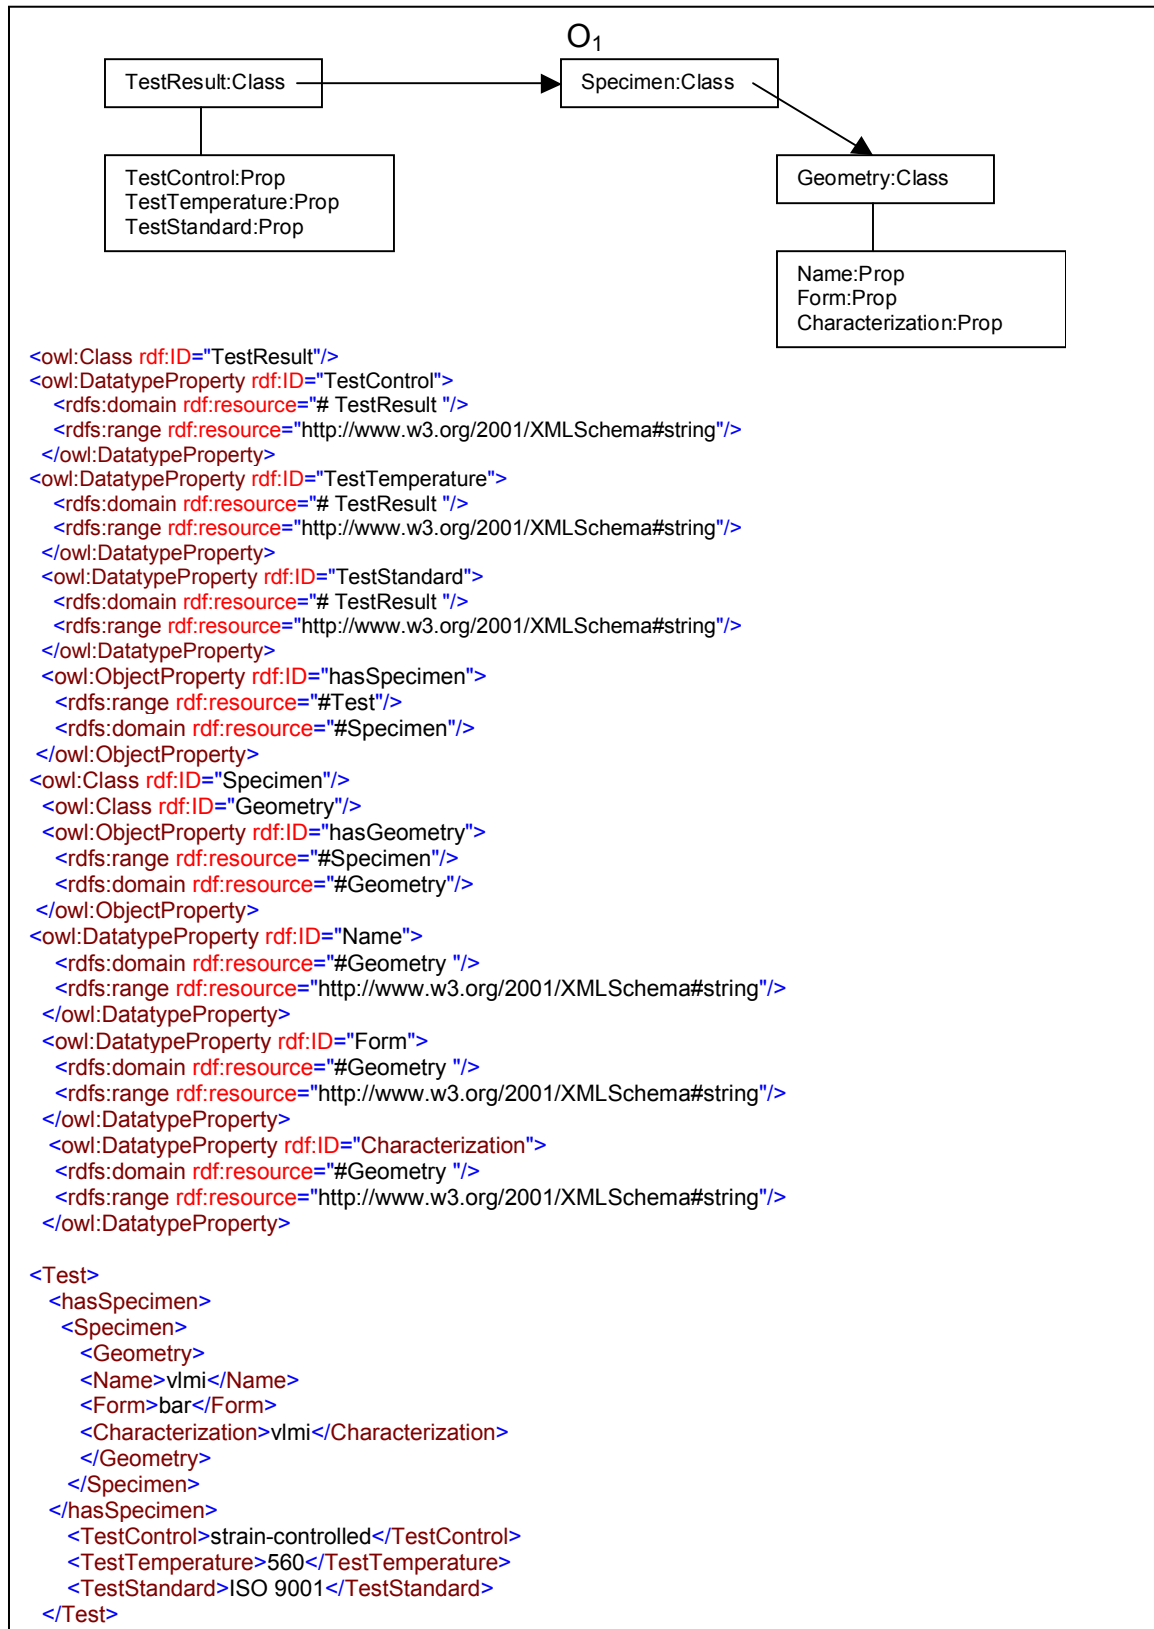 O1
TestResult:Class
Specimen:Class
TestControl:Prop
TestTemperature:Prop
TestStandard:Prop
Geometry:Class
Name:Prop
Form:Prop
Characterization:Prop
<owl:Class rdf:ID="TestResult"/>
<owl:DatatypeProperty rdf:ID="TestControl">
<rdfs:domain rdf:resource="# TestResult "/>
<rdfs:range rdf:resource="http://www.w3.org/2001/XMLSchema#string"/>
</owl:DatatypeProperty>
<owl:DatatypeProperty rdf:ID="TestTemperature">
<rdfs:domain rdf:resource="# TestResult "/>
<rdfs:range rdf:resource="http://www.w3.org/2001/XMLSchema#string"/>
</owl:DatatypeProperty>
<owl:DatatypeProperty rdf:ID="TestStandard">
<rdfs:domain rdf:resource="# TestResult "/>
<rdfs:range rdf:resource="http://www.w3.org/2001/XMLSchema#string"/>
</owl:DatatypeProperty>
<owl:ObjectProperty rdf:ID="hasSpecimen">
<rdfs:range rdf:resource="#Test"/>
<rdfs:domain rdf:resource="#Specimen"/>
</owl:ObjectProperty>
<owl:Class rdf:ID="Specimen"/>
<owl:Class rdf:ID="Geometry"/>
<owl:ObjectProperty rdf:ID="hasGeometry">
<rdfs:range rdf:resource="#Specimen"/>
<rdfs:domain rdf:resource="#Geometry"/>
</owl:ObjectProperty>
<owl:DatatypeProperty rdf:ID="Name">
<rdfs:domain rdf:resource="#Geometry "/>
<rdfs:range rdf:resource="http://www.w3.org/2001/XMLSchema#string"/>
</owl:DatatypeProperty>
<owl:DatatypeProperty rdf:ID="Form">
<rdfs:domain rdf:resource="#Geometry "/>
<rdfs:range rdf:resource="http://www.w3.org/2001/XMLSchema#string"/>
</owl:DatatypeProperty>
<owl:DatatypeProperty rdf:ID="Characterization">
<rdfs:domain rdf:resource="#Geometry "/>
<rdfs:range rdf:resource="http://www.w3.org/2001/XMLSchema#string"/>
</owl:DatatypeProperty>
<Test>
<hasSpecimen>
<Specimen>
<Geometry>
<Name>vlmi</Name>
<Form>bar</Form>
<Characterization>vlmi</Characterization>
</Geometry>
</Specimen>
</hasSpecimen>
<TestControl>strain-controlled</TestControl>
<TestTemperature>560</TestTemperature>
<TestStandard>ISO 9001</TestStandard>
</Test>